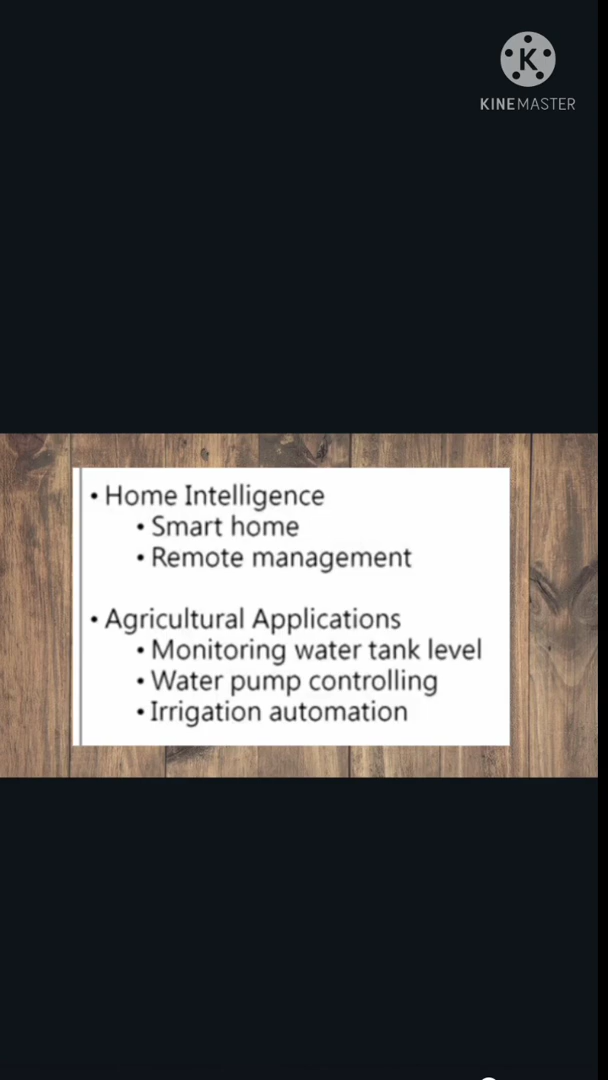 KINEMASTER
• Home Intelligence
• Smart home
• Remote management
• Agricultural Applications
• Monitoring water tank level
• Water pump controlling
• Irrigation automation